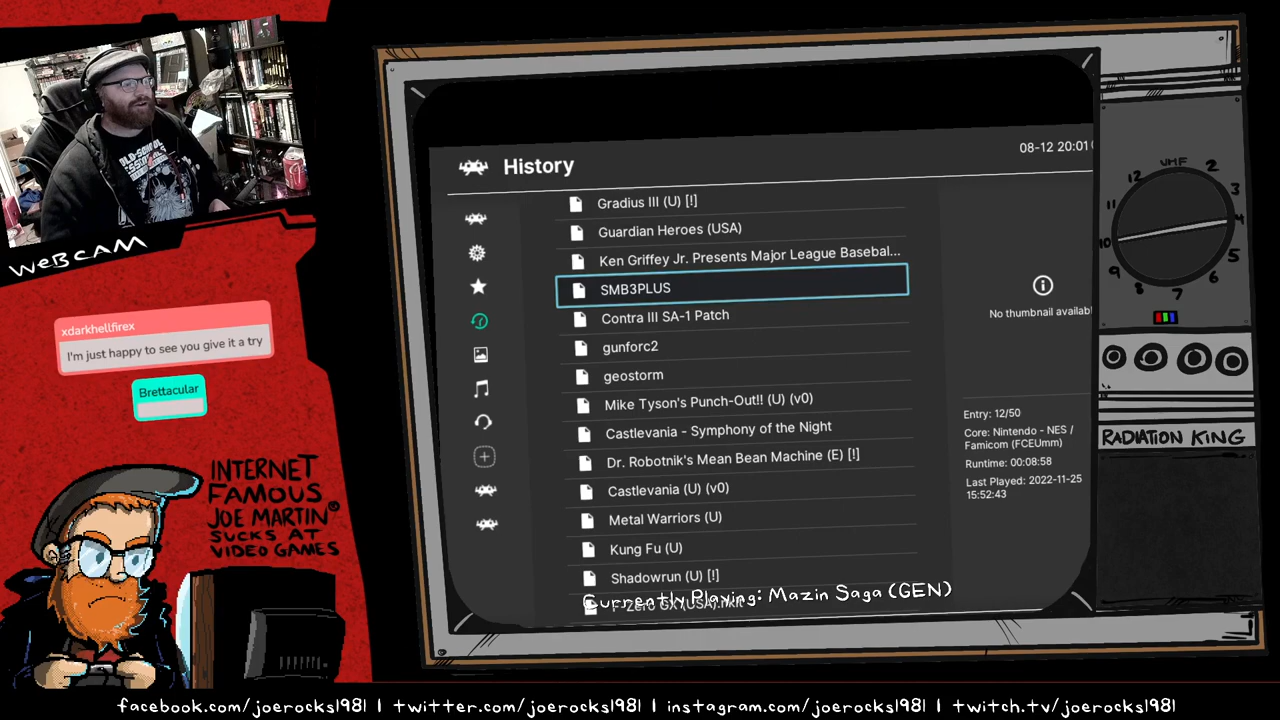 WEBCAM
xdarkhellfirex
I'm just happy to see you give it a try
Brettacular
INTERNET
FAMOUS
JOE MARTIN©
SUCKS AT
VIDEO GAMES
History
08-12 20:01
Gradius III (U) [!]
Guardian Heroes (USA)
Ken Griffey Jr. Presents Major League Basebal...
SMB3PLUS
Contra III SA-1 Patch
gunforc2
geostorm
Mike Tyson's Punch-Out!! (U) (v0)
Castlevania - Symphony of the Night
Dr. Robotnik's Mean Bean Machine (E) [!]
Castlevania (U) (v0)
Metal Warriors (U)
Kung Fu (U)
Shadowrun (U) [!]
Currently Playing: Mazin Saga (GEN)
No thumbnail availabl
Entry: 12/50
Core: Nintendo - NES /
Famicom (FCEUmm)
Runtime: 00:08:58
Last Played: 2022-11-25
15:52:43
VHF
2
3
4
5
6
7
8
9
10
11
12
RADIATION KING
facebook.com/joerocks1981 | twitter.com/joerocks1981 | instagram.com/joerocks1981 | twitch.tv/joerocks1981